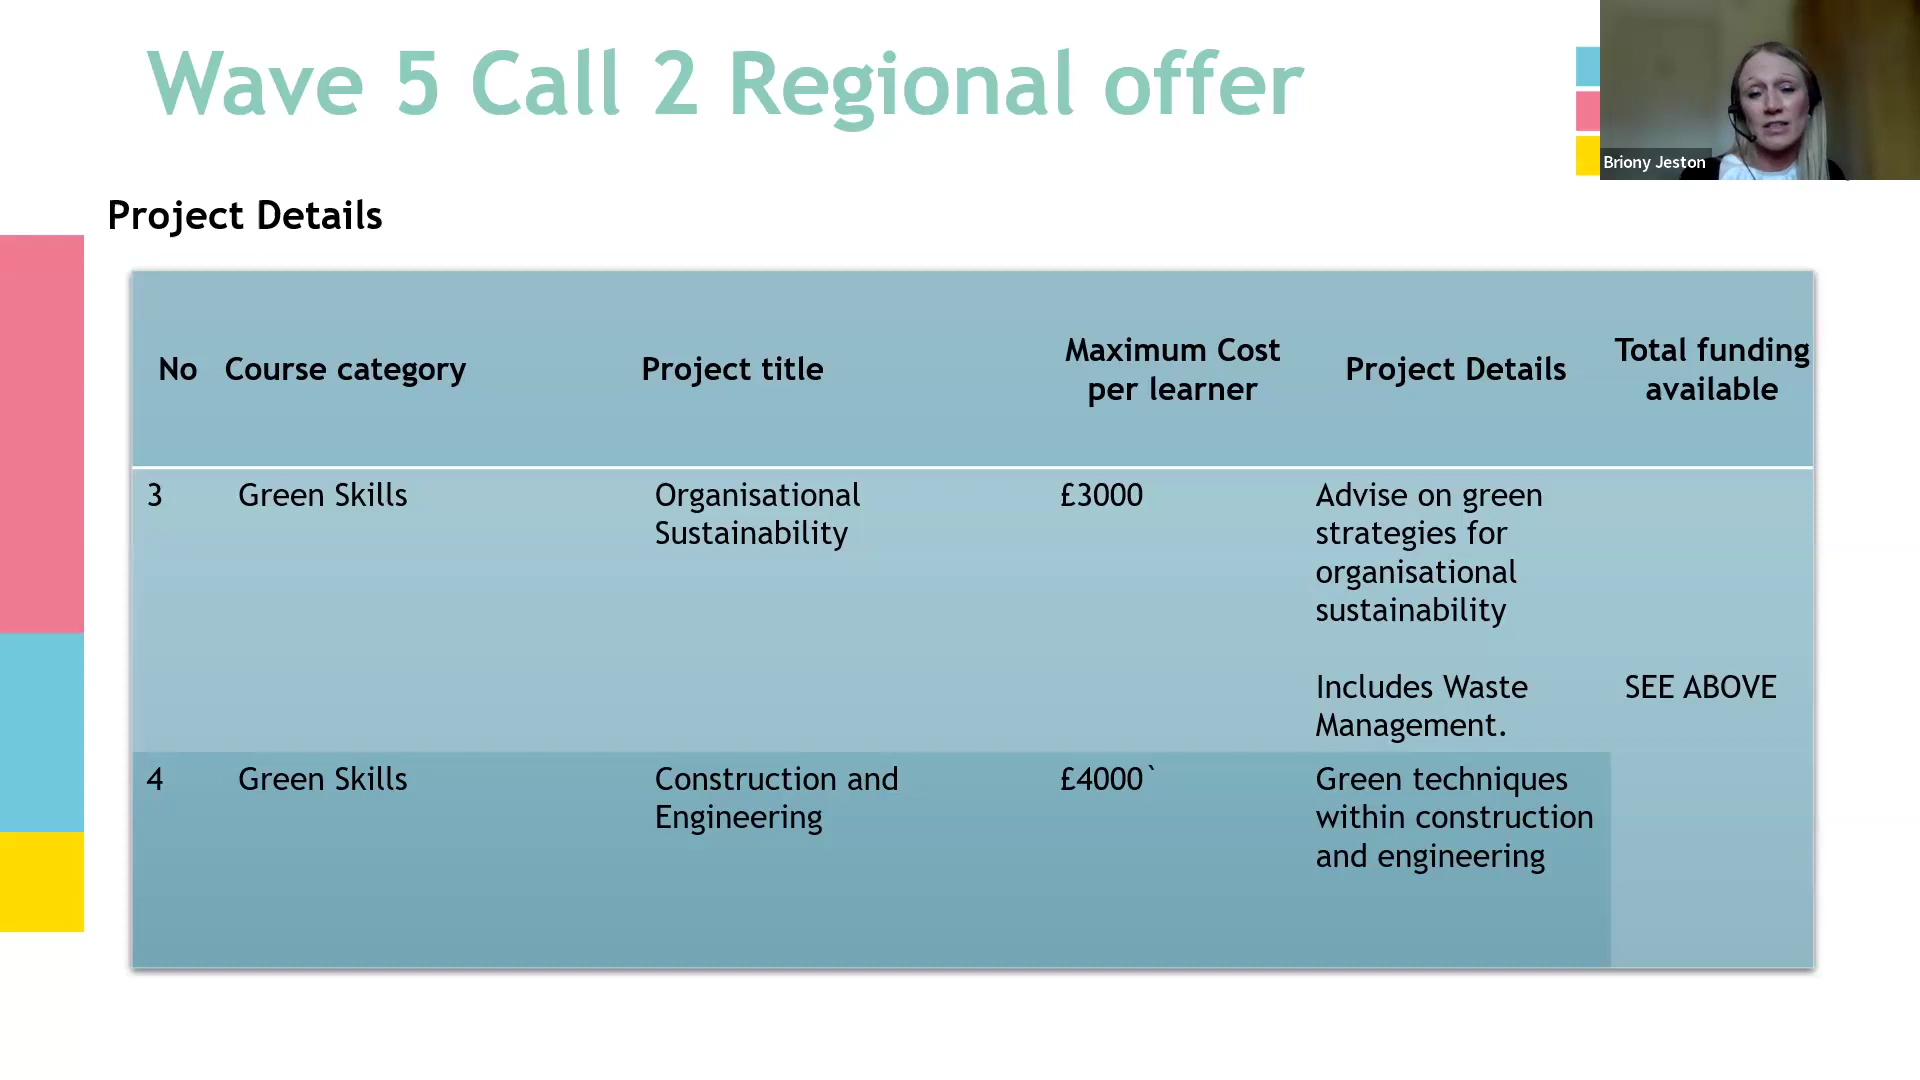 Wave 5 Call 2 Regional offer
Briony Jeston
Project Details
No
Course category
Project title
Maximum Cost
per learner
Project Details
Total funding
available
3
Green Skills
Organisational
Sustainability
£3000
Advise on green
strategies for
organisational
sustainability
Includes Waste
Management.
SEE ABOVE
4
Green Skills
Construction and
Engineering
£4000`
Green techniques
within construction
and engineering